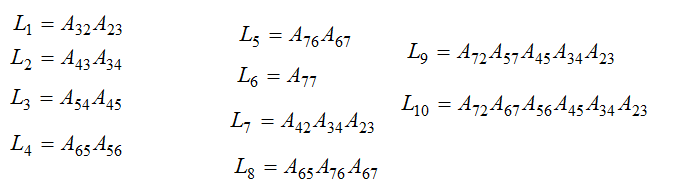 L₁ = A₃₂A₂₃
L₂ = A₄₃A₃₄
L₃ = A₅₄A₄₅
L₄ = A₆₅A₅₆
L₅ = A₇₆A₆₇
L₆ = A₇₇
L₇ = A₄₂A₃₄A₂₃
L₈ = A₆₅A₇₆A₆₇
L₉ = A₇₂A₅₇A₄₅A₃₄A₂₃
L₁₀ = A₇₂A₆₇A₅₆A₄₅A₃₄A₂₃